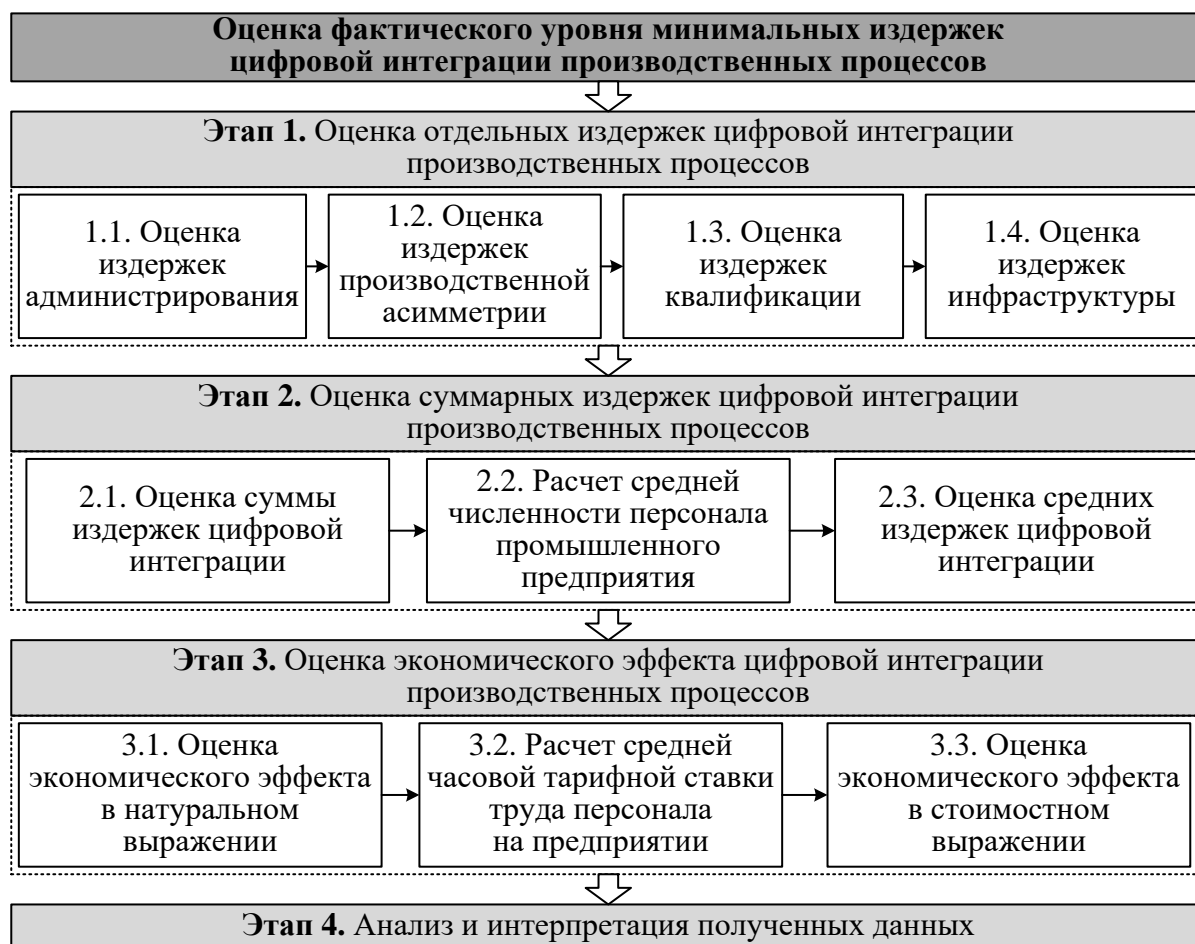 Оценка фактического уровня минимальных издержек
цифровой интеграции производственных процессов
Этап 1. Оценка отдельных издержек цифровой интеграции
производственных процессов
1.1. Оценка
издержек
администрирования
1.2. Оценка
издержек
производственной
асимметрии
1.3. Оценка
издержек
квалификации
1.4. Оценка
издержек
инфраструктуры
Этап 2. Оценка суммарных издержек цифровой интеграции
производственных процессов
2.1. Оценка суммы
издержек цифровой
интеграции
2.2. Расчет средней
численности персонала
промышленного
предприятия
2.3. Оценка средних
издержек цифровой
интеграции
Этап 3. Оценка экономического эффекта цифровой интеграции
производственных процессов
3.1. Оценка
экономического эффекта
в натуральном
выражении
3.2. Расчет средней
часовой тарифной ставки
труда персонала
на предприятии
3.3. Оценка
экономического эффекта
в стоимостном
выражении
Этап 4. Анализ и интерпретация полученных данных